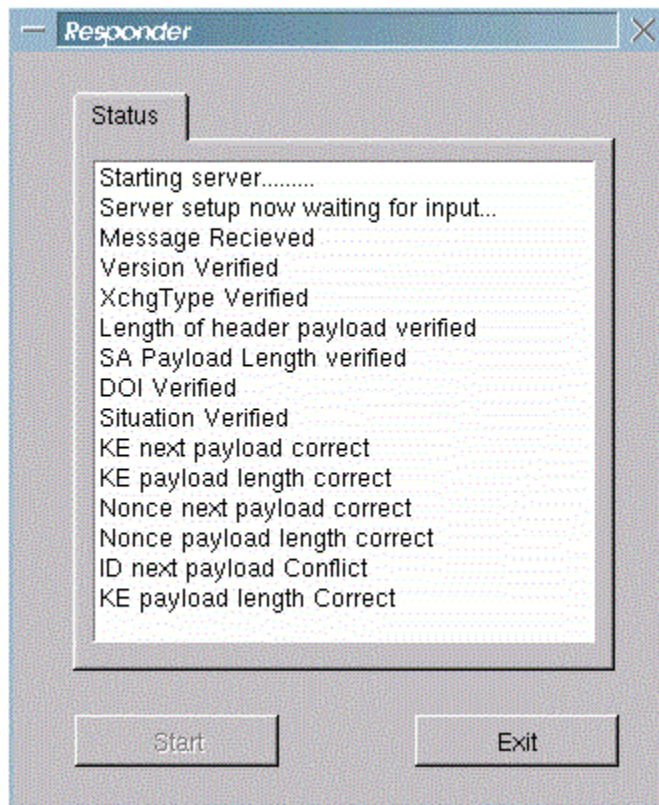 Responder
Status
Starting server.........
Server setup now waiting for input...
Message Recieved
Version Verified
XchgType Verified
Length of header payload verified
SA Payload Length verified
DOI Verified
Situation Verified
KE next payload correct
KE payload length correct
Nonce next payload correct
Nonce payload length correct
ID next payload Conflict
KE payload length Correct
Start
Exit